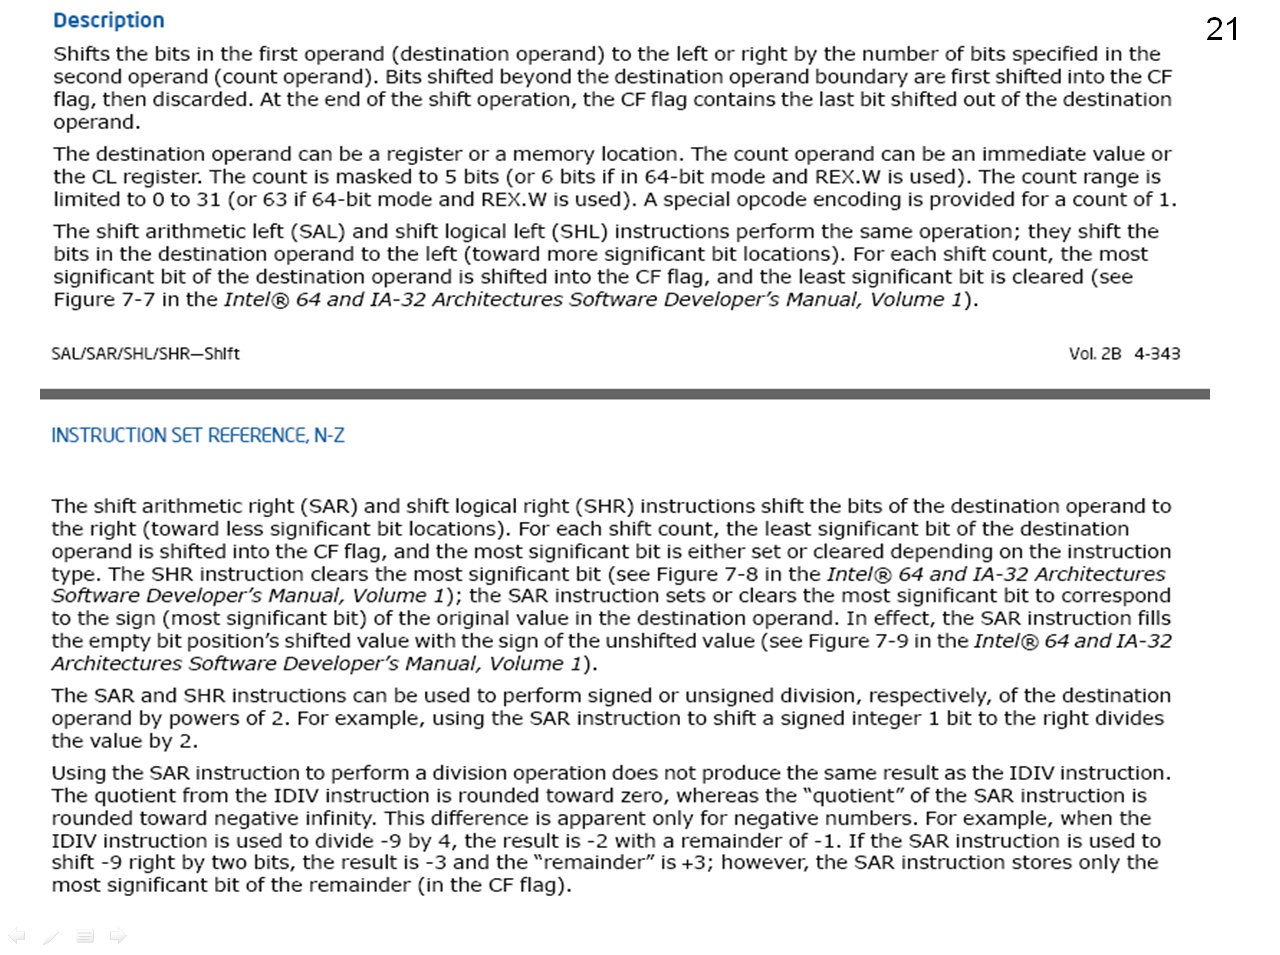 21
Description
Shifts the bits in the first operand (destination operand) to the left or right by the number of bits specified in the
second operand (count operand). Bits shifted beyond the destination operand boundary are first shifted into the CF
flag, then discarded. At the end of the shift operation, the CF flag contains the last bit shifted out of the destination
operand.
The destination operand can be a register or a memory location. The count operand can be an immediate value or
the CL register. The count is masked to 5 bits (or 6 bits if in 64-bit mode and REX.W is used). The count range is
limited to 0 to 31 (or 63 if 64-bit mode and REX.W is used). A special opcode encoding is provided for a count of 1.
The shift arithmetic left (SAL) and shift logical left (SHL) instructions perform the same operation; they shift the
bits in the destination operand to the left (toward more significant bit locations). For each shift count, the most
significant bit of the destination operand is shifted into the CF flag, and the least significant bit is cleared (see
Figure 7-7 in the Intel® 64 and IA-32 Architectures Software Developer's Manual, Volume 1).
SAL/SAR/SHL/SHR—Shift
Vol. 2B 4-343
INSTRUCTION SET REFERENCE, N-Z
The shift arithmetic right (SAR) and shift logical right (SHR) instructions shift the bits of the destination operand to
the right (toward less significant bit locations). For each shift count, the least significant bit of the destination
operand is shifted into the CF flag, and the most significant bit is either set or cleared depending on the instruction
type. The SHR instruction clears the most significant bit (see Figure 7-8 in the Intel® 64 and IA-32 Architectures
Software Developer's Manual, Volume 1); the SAR instruction sets or clears the most significant bit to correspond
to the sign (most significant bit) of the original value in the destination operand. In effect, the SAR instruction fills
the empty bit position's shifted value with the sign of the unshifted value (see Figure 7-9 in the Intel® 64 and IA-32
Architectures Software Developer's Manual, Volume 1).
The SAR and SHR instructions can be used to perform signed or unsigned division, respectively, of the destination
operand by powers of 2. For example, using the SAR instruction to shift a signed integer 1 bit to the right divides
the value by 2.
Using the SAR instruction to perform a division operation does not produce the same result as the IDIV instruction.
The quotient from the IDIV instruction is rounded toward zero, whereas the "quotient" of the SAR instruction is
rounded toward negative infinity. This difference is apparent only for negative numbers. For example, when the
IDIV instruction is used to divide -9 by 4, the result is -2 with a remainder of -1. If the SAR instruction is used to
shift -9 right by two bits, the result is -3 and the "remainder" is +3; however, the SAR instruction stores only the
most significant bit of the remainder (in the CF flag).